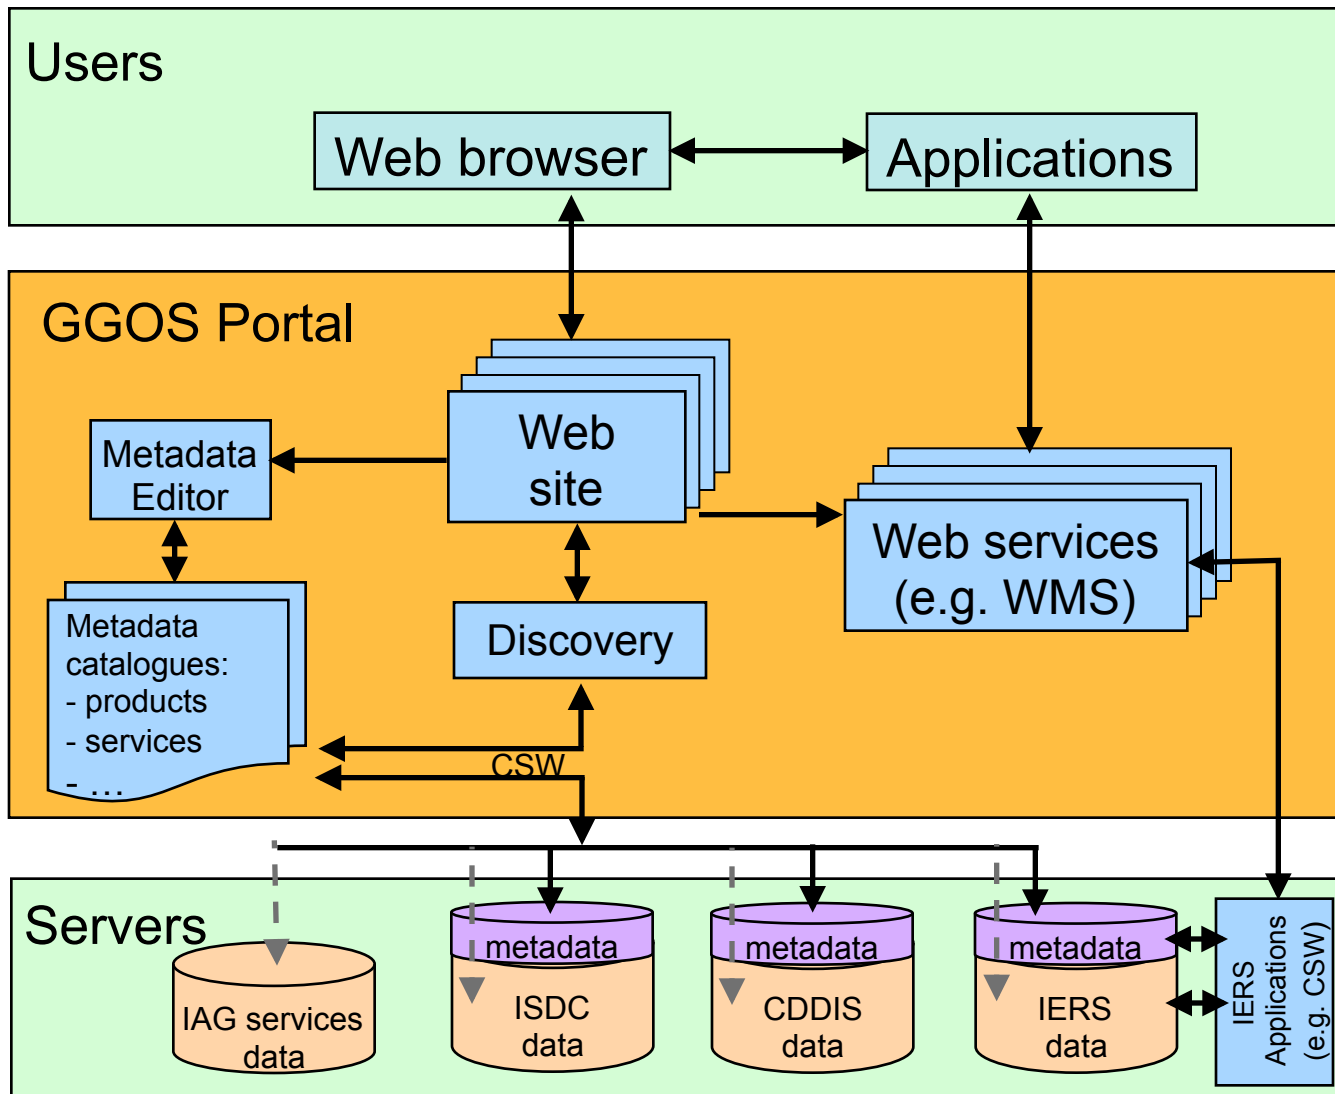 Users
Web browser
Applications
GGOS Portal
Metadata
Editor
Web
site
Web services
(e.g. WMS)
Metadata
catalogues:
- products
- services
- …
Discovery
CSW
Servers
IAG services
data
metadata
ISDC
data
metadata
CDDIS
data
metadata
IERS
data
IERS
Applications
(e.g. CSW)